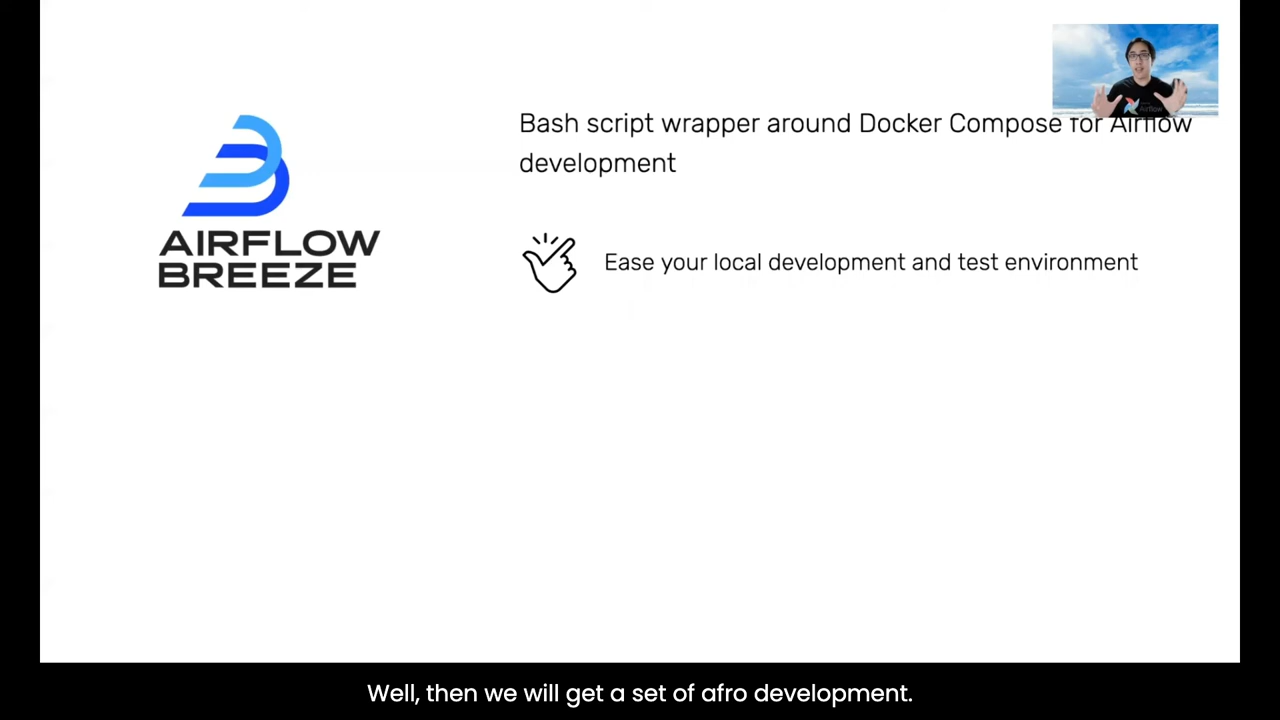 Bash script wrapper around Docker Compose for Airflow
development
AIRFLOW
BREEZE
Ease your local development and test environment
Airflow
Well, then we will get a set of afro development.